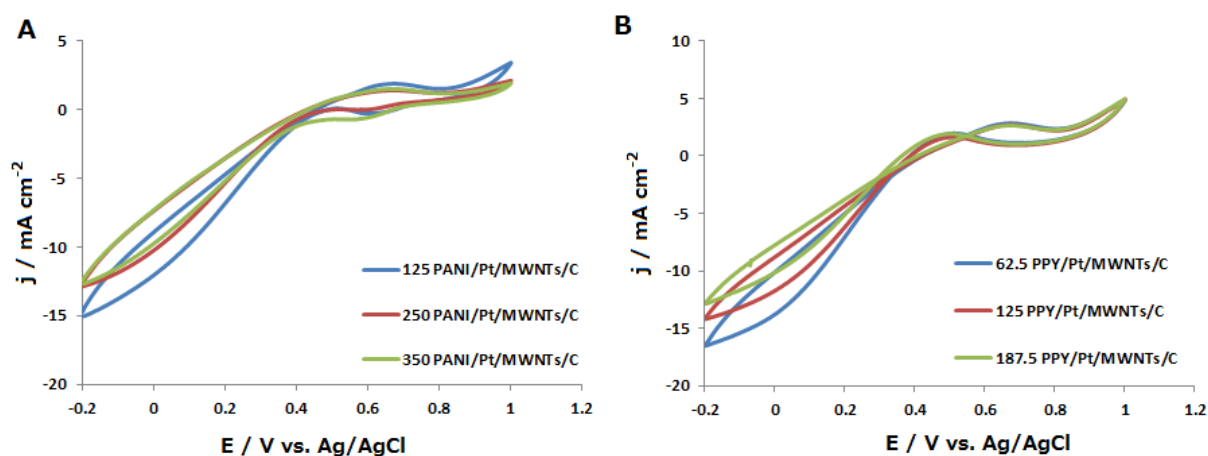 A
5
0
-5
-10
-15
-20
-0.2
0
0.2
0.4
0.6
0.8
1
1.2
j / mA cm-2
E / V vs. Ag/AgCl
125 PANI/Pt/MWNTs/C
250 PANI/Pt/MWNTs/C
350 PANI/Pt/MWNTs/C
B
10
5
0
-5
-10
-15
-20
-0.2
0
0.2
0.4
0.6
0.8
1
1.2
j / mA cm-2
E / V vs. Ag/AgCl
62.5 PPY/Pt/MWNTs/C
125 PPY/Pt/MWNTs/C
187.5 PPY/Pt/MWNTs/C